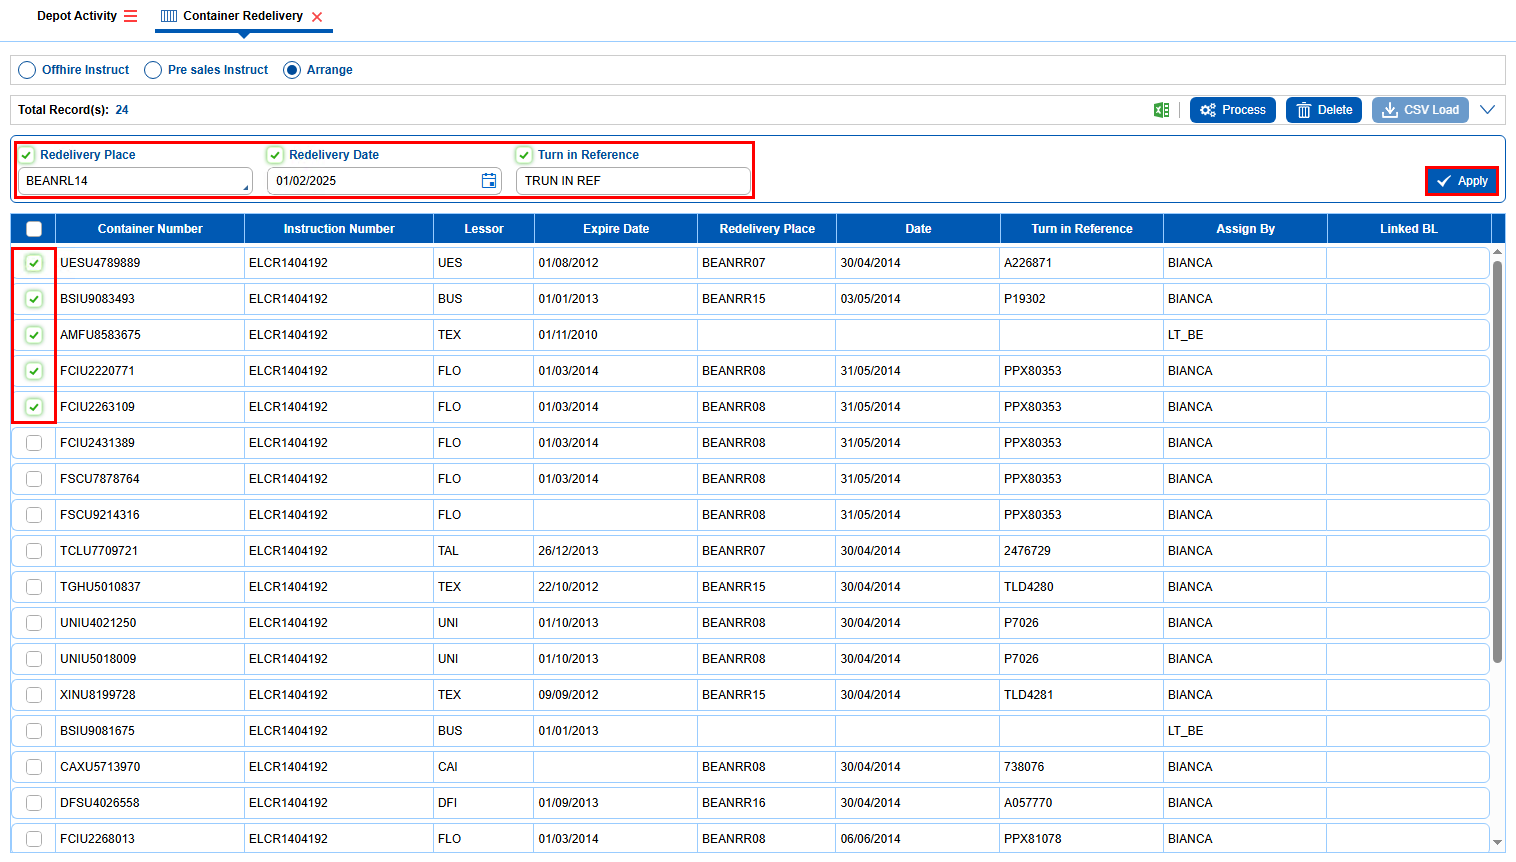 Depot Activity Container Redelivery
Offhire Instruct Pre sales Instruct Arrange
Total Record(s): 24 Process Delete CSV Load
Redelivery Place Redelivery Date Turn in Reference
BEANRL14 01/02/2025 TRUN IN REF Apply
Container Number Instruction Number Lessor Expire Date Redelivery Place Date Turn in Reference Assign By Linked BL
UESU4789889 ELCR1404192 UES 01/08/2012 BEANRR07 30/04/2014 A226871 BIANCA
BSIU9083493 ELCR1404192 BUS 01/01/2013 BEANRR15 03/05/2014 P19302 BIANCA
AMFU8583675 ELCR1404192 TEX 01/11/2010 LT_BE
FCIU2220771 ELCR1404192 FLO 01/03/2014 BEANRR08 31/05/2014 PPX80353 BIANCA
FCIU2263109 ELCR1404192 FLO 01/03/2014 BEANRR08 31/05/2014 PPX80353 BIANCA
FCIU2431389 ELCR1404192 FLO 01/03/2014 BEANRR08 31/05/2014 PPX80353 BIANCA
FSCU7878764 ELCR1404192 FLO 01/03/2014 BEANRR08 31/05/2014 PPX80353 BIANCA
FSCU9214316 ELCR1404192 FLO BEANRR08 31/05/2014 PPX80353 BIANCA
TCLU7709721 ELCR1404192 TAL 26/12/2013 BEANRR07 30/04/2014 2476729 BIANCA
TGHU5010837 ELCR1404192 TEX 22/10/2012 BEANRR15 30/04/2014 TLD4280 BIANCA
UNIU4021250 ELCR1404192 UNI 01/10/2013 BEANRR08 30/04/2014 P7026 BIANCA
UNIU5018009 ELCR1404192 UNI 01/10/2013 BEANRR08 30/04/2014 P7026 BIANCA
XINU8199728 ELCR1404192 TEX 09/09/2012 BEANRR15 30/04/2014 TLD4281 BIANCA
BSIU9081675 ELCR1404192 BUS 01/01/2013 LT_BE
CAXU5713970 ELCR1404192 CAI BEANRR08 30/04/2014 738076 BIANCA
DFSU4026558 ELCR1404192 DFI 01/09/2013 BEANRR16 30/04/2014 A057770 BIANCA
FCIU2268013 ELCR1404192 FLO 01/03/2014 BEANRR08 06/06/2014 PPX81078 BIANCA